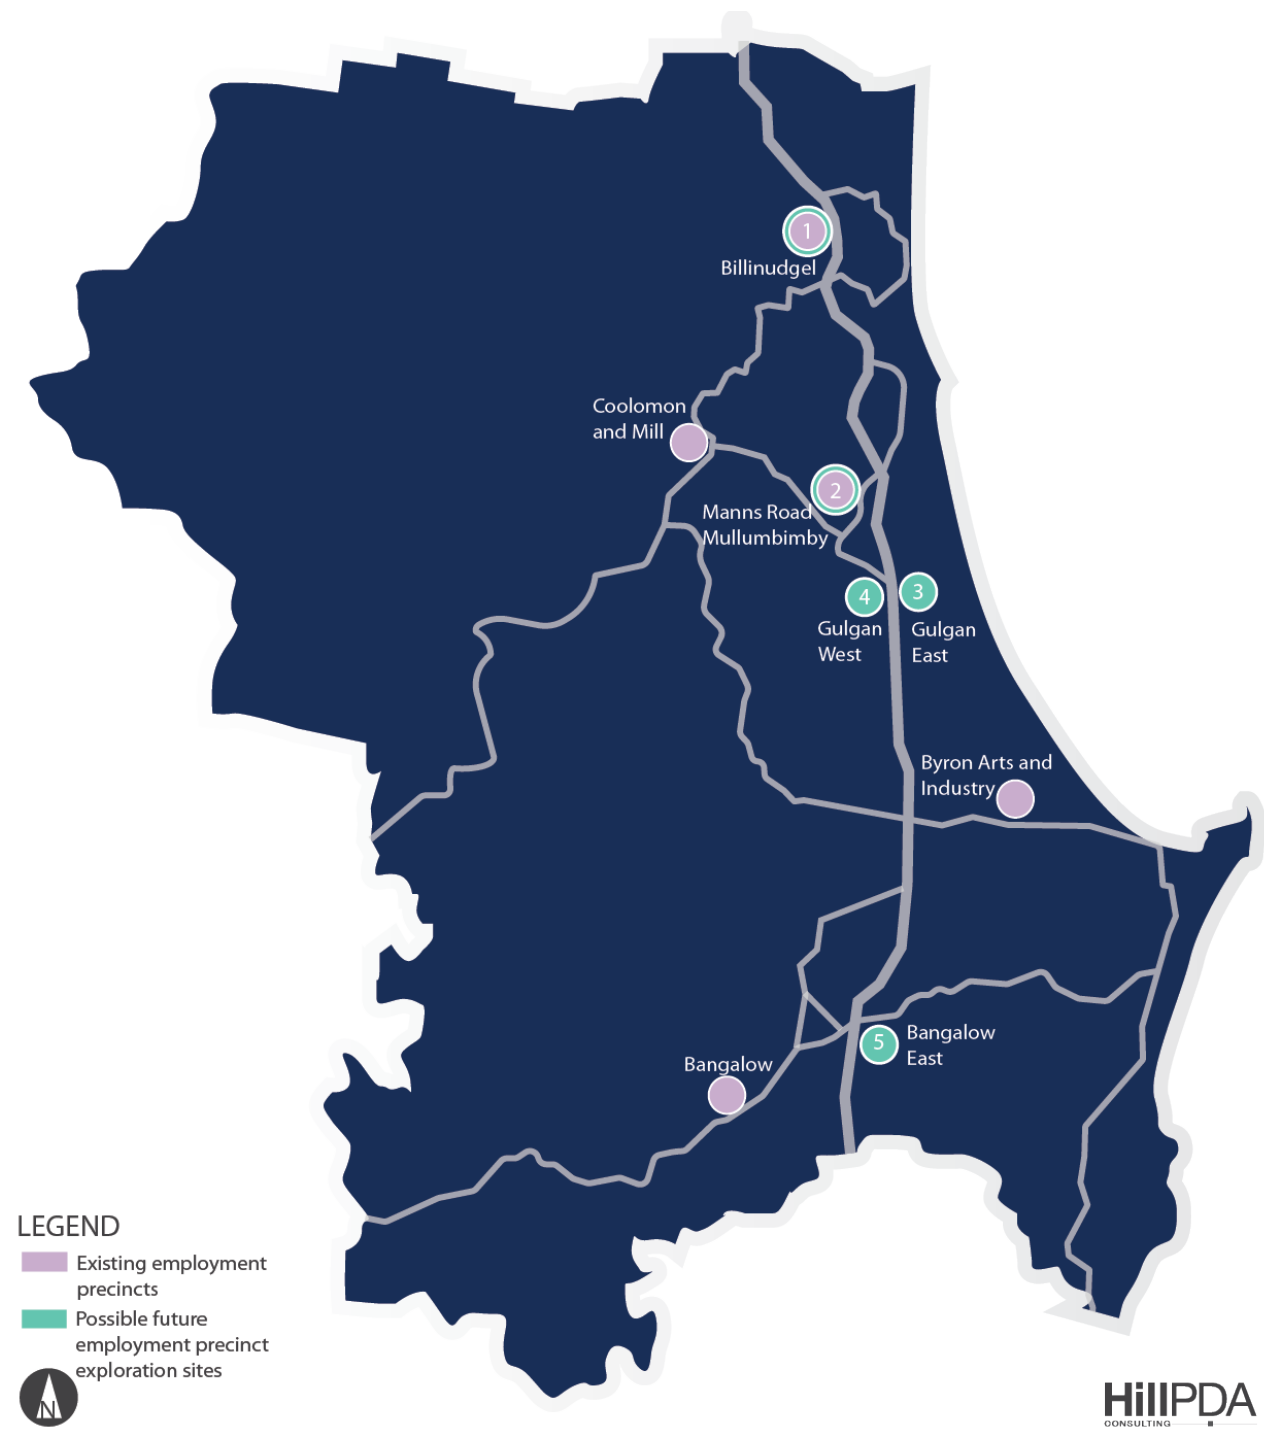 1
Billinudgel
Coolomon
and Mill
2
Manns Road
Mullumbimby
4
3
Gulgan
West
Gulgan
East
Byron Arts and
Industry
5
Bangalow
East
Bangalow
LEGEND
Existing employment
precincts
Possible future
employment precinct
exploration sites
N
HillPDA
CONSULTING